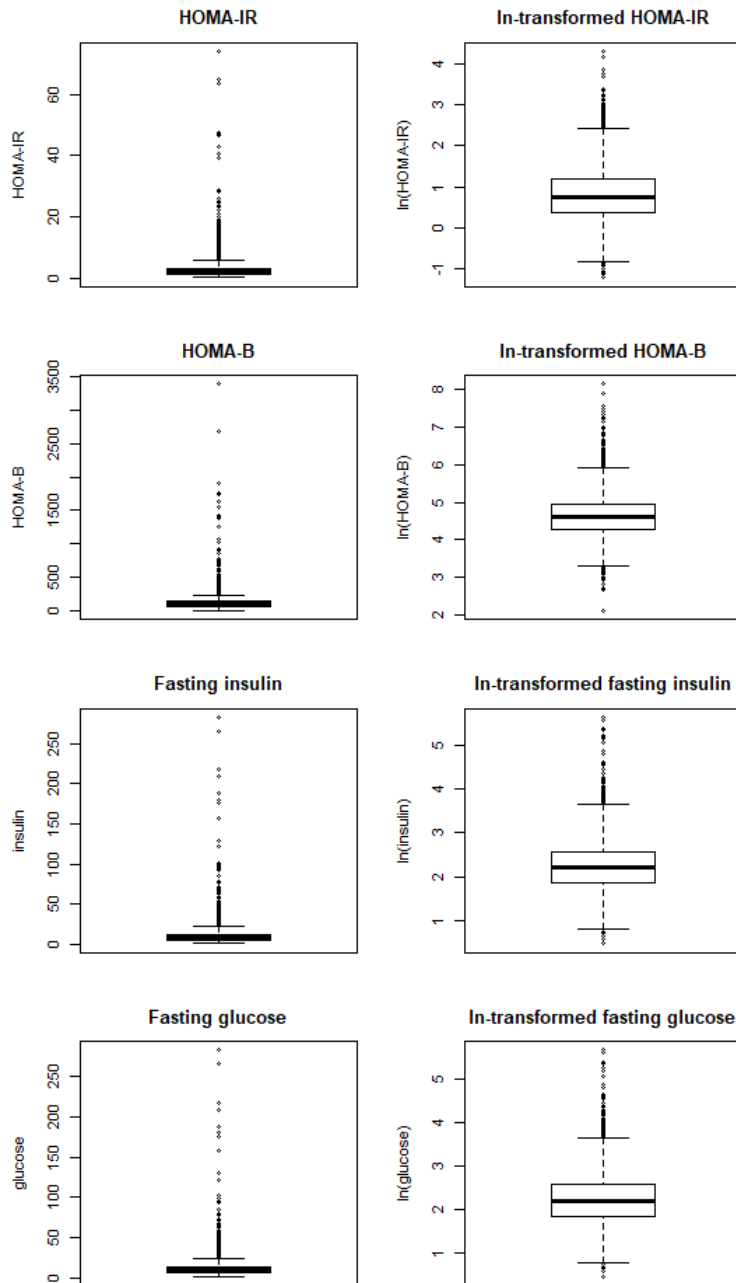 HOMA-IR
ln-transformed HOMA-IR
HOMA-IR
60
40
20
0
ln(HOMA-IR)
4
3
2
1
0
-1
HOMA-B
ln-transformed HOMA-B
HOMA-B
3500
2500
1500
500
0
ln(HOMA-B)
8
7
6
5
4
3
2
Fasting insulin
ln-transformed fasting insulin
insulin
250
200
150
100
50
0
ln(insulin)
5
4
3
2
1
Fasting glucose
ln-transformed fasting glucose
glucose
250
200
150
100
50
0
ln(glucose)
5
4
3
2
1